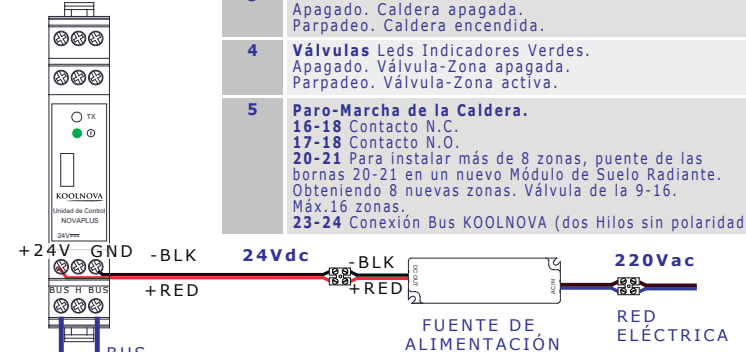 Apagado. Caldera apagada.
Parpadeo. Caldera encendida.
4
Válvulas Leds Indicadores Verdes.
Apagado. Válvula-Zona apagada.
Parpadeo. Válvula-Zona activa.
5
Paro-Marcha de la Caldera.
16-18 Contacto N.C.
17-18 Contacto N.O.
20-21 Para instalar más de 8 zonas, puente de las
bornas 20-21 en un nuevo Módulo de Suelo Radiante.
Obteniendo 8 nuevas zonas. Válvula de la 9-16.
Máx.16 zonas.
23-24 Conexión Bus KOOLNOVA (dos Hilos sin polaridad
TX
KOOLNOVA
Unidad de Control
NOVAPLUS
24V
+24V GND
-BLK
+RED
24Vdc
-BLK
+RED
DC OUT
AC IN
220Vac
BUS H BUS
FUENTE DE
ALIMENTACIÓN
RED
ELÉCTRICA
BUS